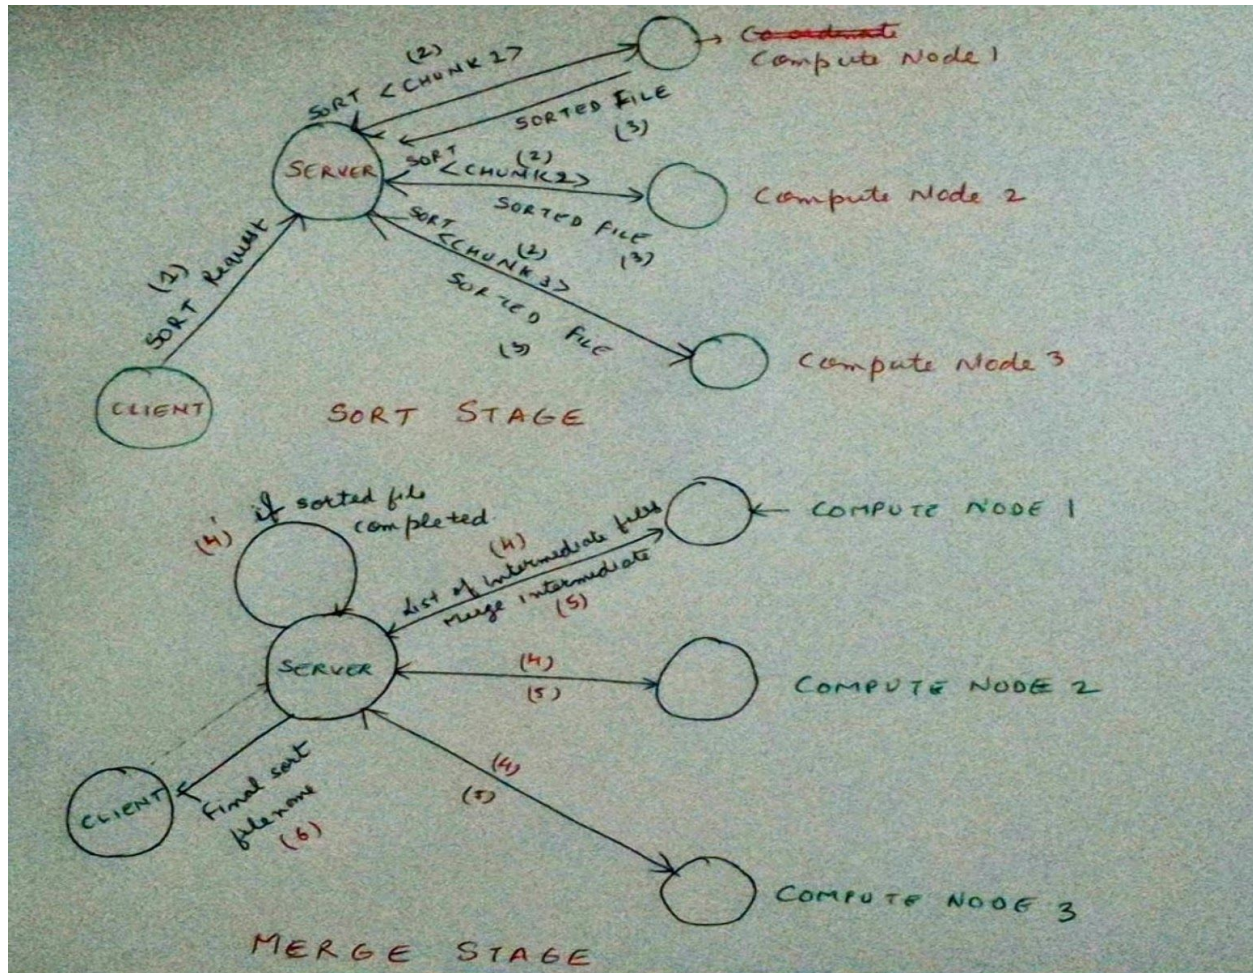 (2)
SORT <CHUNK 1>
Co-ordinate
Compute Node 1
SORTED FILE
(3)
SERVER
SORT
(2)
<CHUNK 2>
Compute Node 2
SORTED FILE
(3)
SORT
(2)
<CHUNK 3>
SORTED FILE
(3)
(1)
SORT Request
Compute Node 3
CLIENT
SORT STAGE
(4') if sorted file
completed
(4)
List of intermediate files
Merge intermediate
(5)
COMPUTE NODE 1
SERVER
(4)
(5)
COMPUTE NODE 2
(4)
(5)
CLIENT
Final sort
filename
(6)
COMPUTE NODE 3
MERGE STAGE